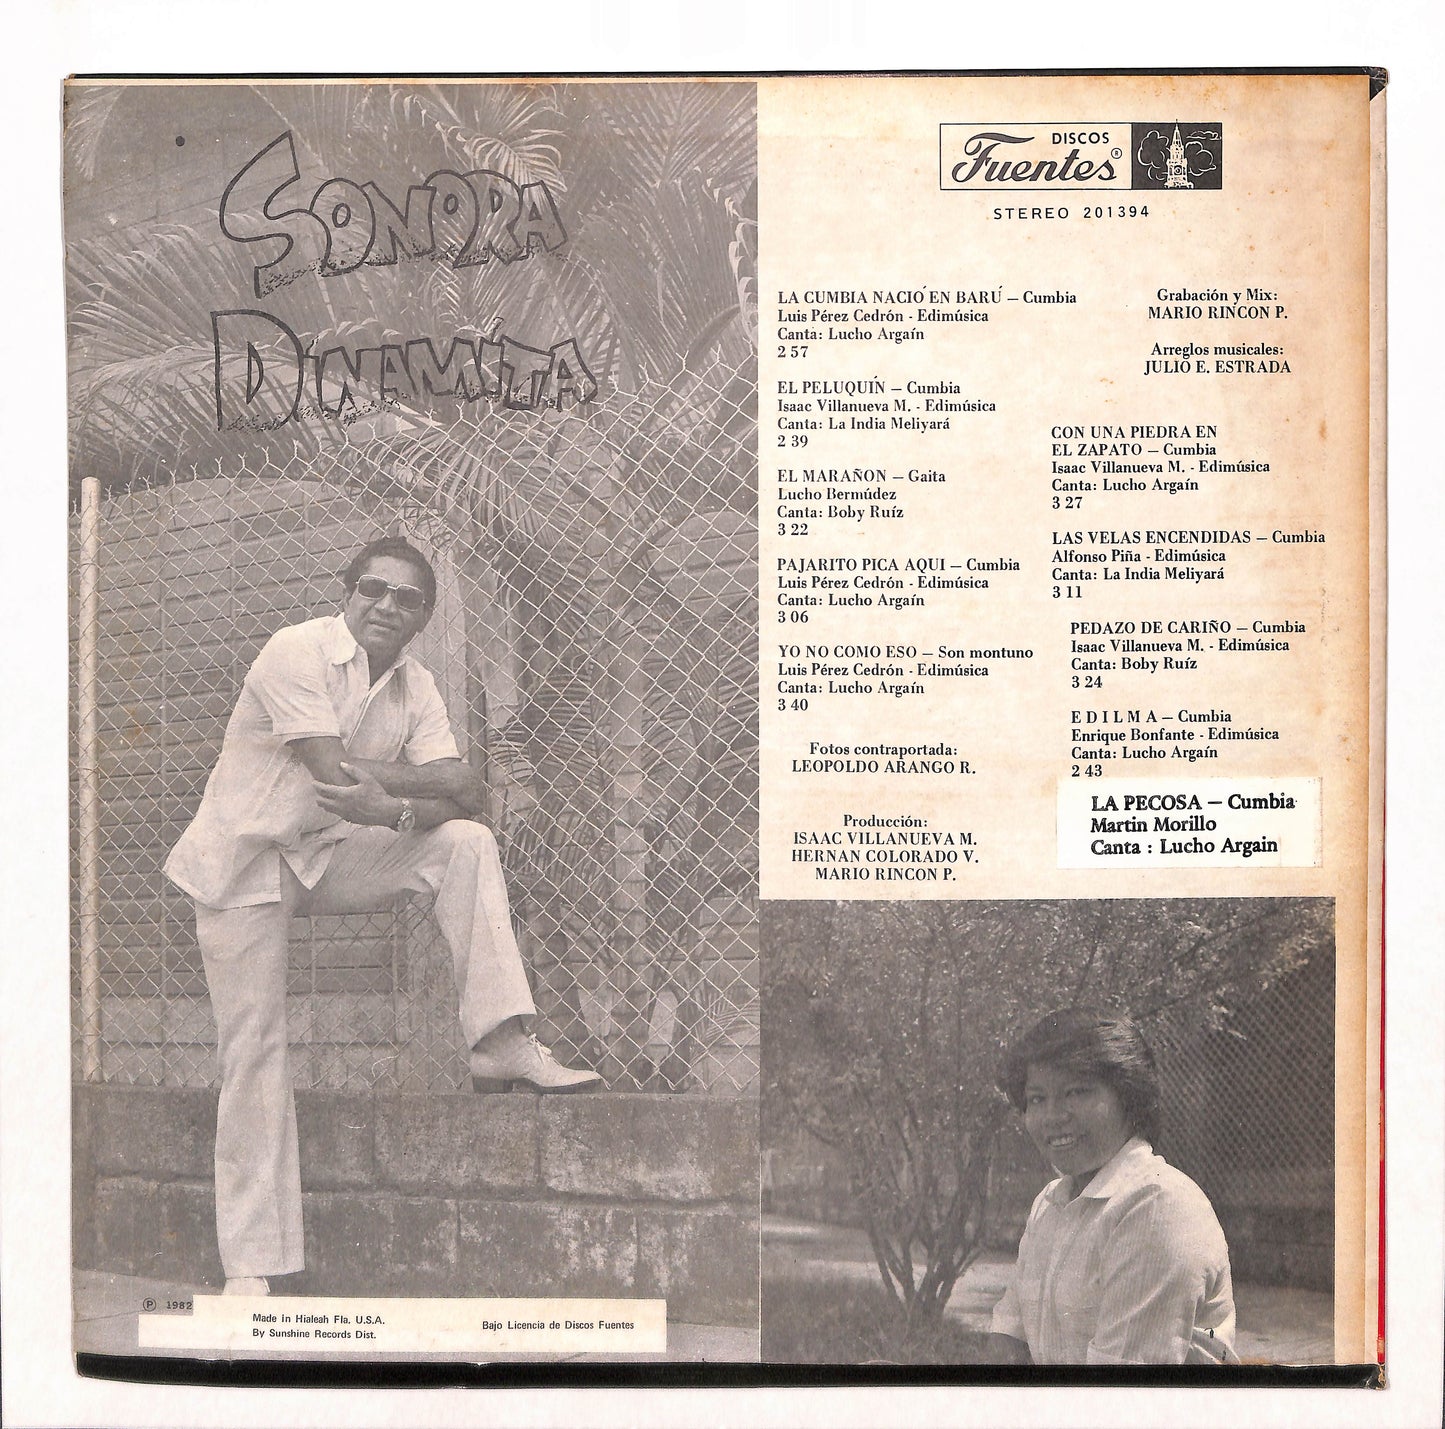 SONORA
DINAMITA
DISCOS
Fuentes®
STEREO 201394
LA CUMBIA NACIÓ EN BARÚ — Cumbia
Luis Pérez Cedrón - Edimúsica
Canta: Lucho Argaín
2 57
EL PELUQUÍN — Cumbia
Isaac Villanueva M. - Edimúsica
Canta: La India Meliyará
2 39
EL MARAÑON — Gaita
Lucho Bermúdez
Canta: Boby Ruíz
3 22
PAJARITO PICA AQUI — Cumbia
Luis Pérez Cedrón - Edimúsica
Canta: Lucho Argaín
3 06
YO NO COMO ESO — Son montuno
Luis Pérez Cedrón - Edimúsica
Canta: Lucho Argaín
3 40
Fotos contraportada:
LEOPOLDO ARANGO R.
Producción:
ISAAC VILLANUEVA M.
HERNAN COLORADO V.
MARIO RINCON P.
Grabación y Mix:
MARIO RINCON P.
Arreglos musicales:
JULIO E. ESTRADA
CON UNA PIEDRA EN
EL ZAPATO — Cumbia
Isaac Villanueva M. - Edimúsica
Canta: Lucho Argaín
3 27
LAS VELAS ENCENDIDAS — Cumbia
Alfonso Piña - Edimúsica
Canta: La India Meliyará
3 11
PEDAZO DE CARIÑO — Cumbia
Isaac Villanueva M. - Edimúsica
Canta: Boby Ruíz
3 24
E D I L M A — Cumbia
Enrique Bonfante - Edimúsica
Canta: Lucho Argaín
2 43
LA PECOSA — Cumbia
Martin Morillo
Canta : Lucho Argain
℗ 1982
Made in Hialeah Fla. U.S.A.
By Sunshine Records Dist.
Bajo Licencia de Discos Fuentes